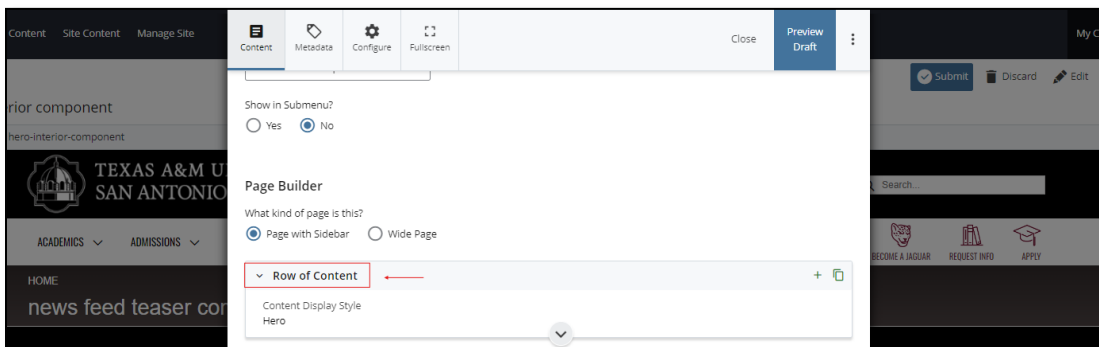 Content Site Content Manage Site
Content Metadata Configure Fullscreen
Close
Preview
Draft
My C
Submit Discard Edit
rior component
hero-interior-component
Show in Submenu?
Yes No
TEXAS A&M U
SAN ANTONIO
Search...
Page Builder
What kind of page is this?
Page with Sidebar Wide Page
ACADEMICS ADMISSIONS
BECOME A JAGUAR REQUEST INFO APPLY
Row of Content
HOME
news feed teaser cor
Content Display Style
Hero